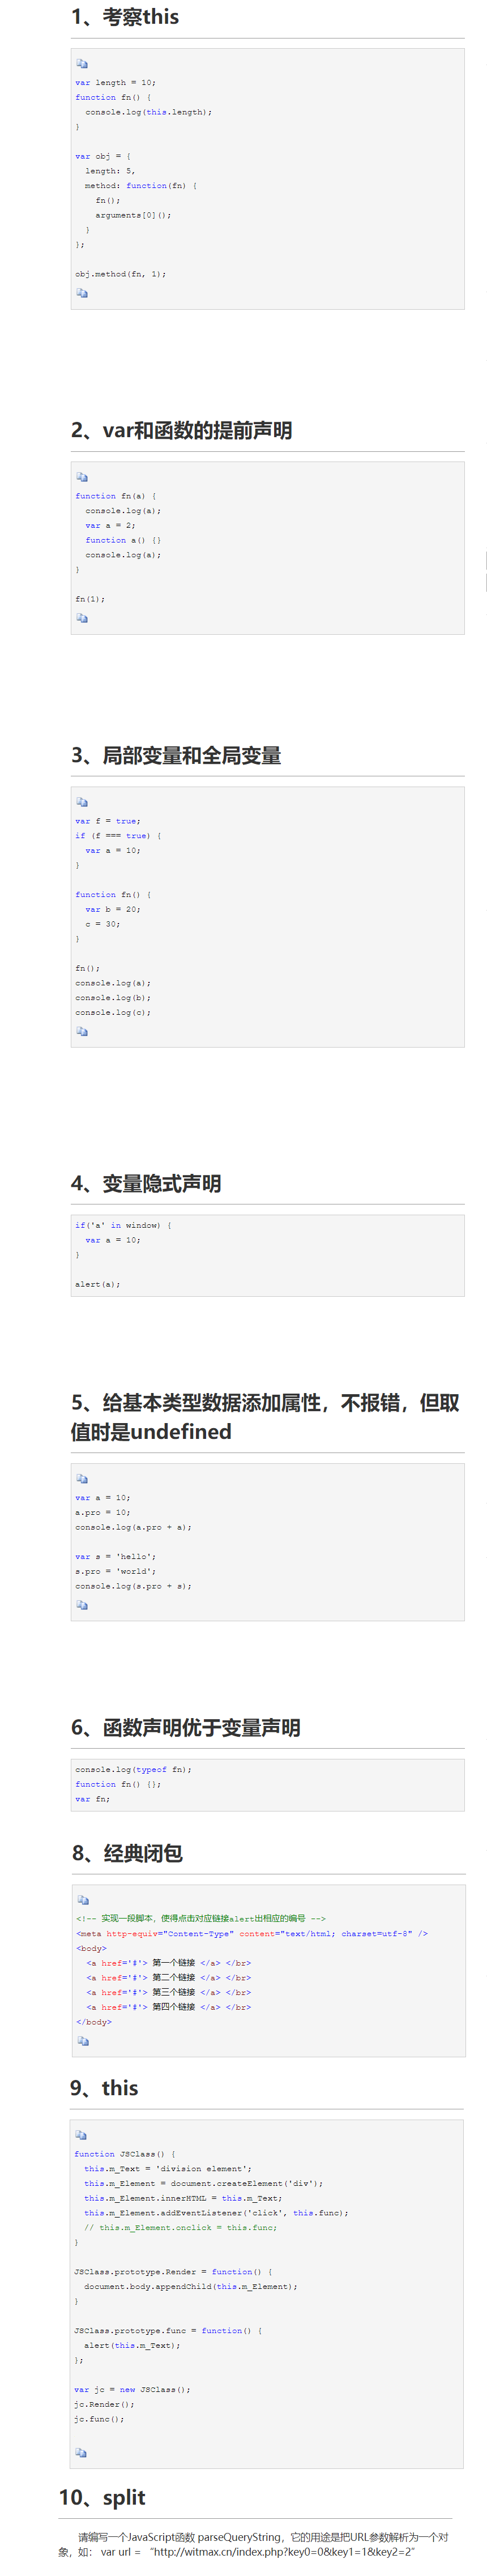 1、考察this
var length = 10;
function fn() {
  console.log(this.length);
}
var obj = {
  length: 5,
  method: function(fn) {
    fn();
    arguments[0]();
  }
};
obj.method(fn, 1);
2、var和函数的提前声明
function fn(a) {
  console.log(a);
  var a = 2;
  function a() {}
  console.log(a);
}
fn(1);
3、局部变量和全局变量
var f = true;
if (f === true) {
  var a = 10;
}
function fn() {
  var b = 20;
  c = 30;
}
fn();
console.log(a);
console.log(b);
console.log(c);
4、变量隐式声明
if('a' in window) {
  var a = 10;
}
alert(a);
5、给基本类型数据添加属性，不报错，但取
值时是undefined
var a = 10;
a.pro = 10;
console.log(a.pro + a);
var s = 'hello';
s.pro = 'world';
console.log(s.pro + s);
6、函数声明优于变量声明
console.log(typeof fn);
function fn() {};
var fn;
8、经典闭包
<!-- 实现一段脚本，使得点击对应链接alert出相应的编号 -->
<meta http-equiv="Content-Type" content="text/html; charset=utf-8" />
<body>
  <a href='#'> 第一个链接 </a> </br>
  <a href='#'> 第二个链接 </a> </br>
  <a href='#'> 第三个链接 </a> </br>
  <a href='#'> 第四个链接 </a> </br>
</body>
9、this
function JSClass() {
  this.m_Text = 'division element';
  this.m_Element = document.createElement('div');
  this.m_Element.innerHTML = this.m_Text;
  this.m_Element.addEventListener('click', this.func);
  // this.m_Element.onclick = this.func;
}
JSClass.prototype.Render = function() {
  document.body.appendChild(this.m_Element);
}
JSClass.prototype.func = function() {
  alert(this.m_Text);
};
var jc = new JSClass();
jc.Render();
jc.func();
10、split
请编写一个JavaScript函数 parseQueryString，它的用途是把URL参数解析为一个对
象，如： var url = “http://witmax.cn/index.php?key0=0&key1=1&key2=2”